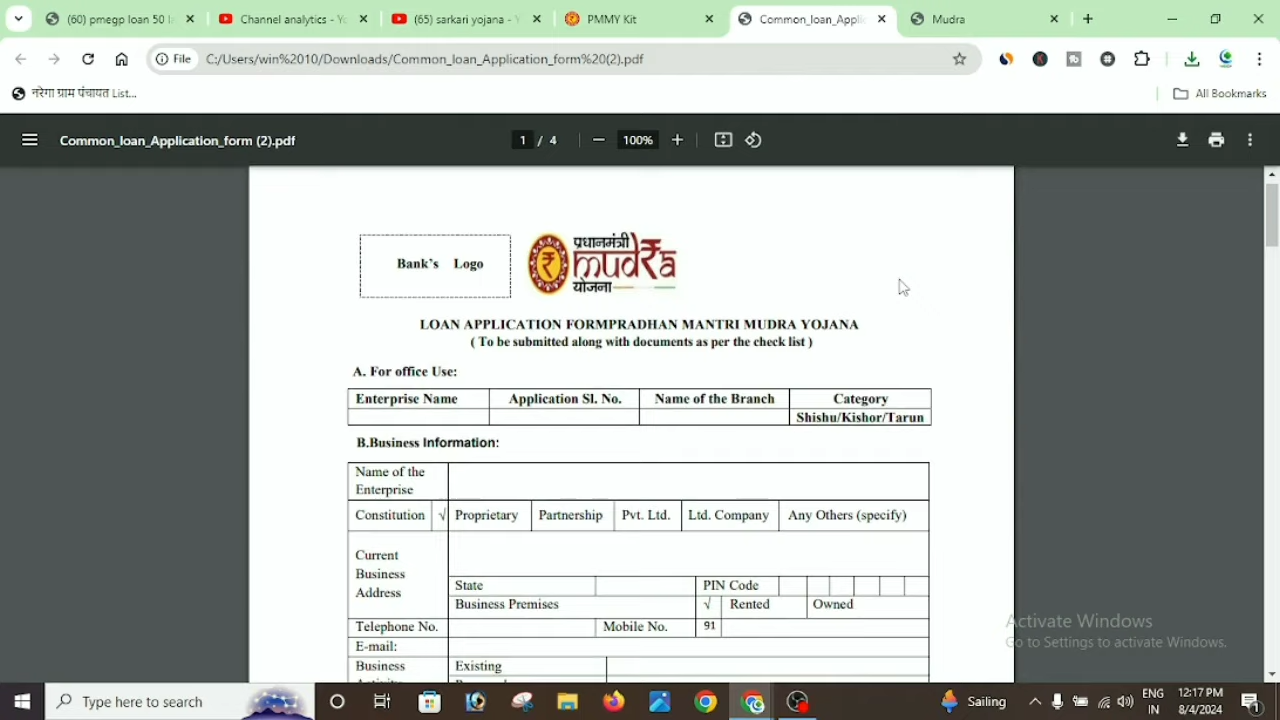 (60) pmegp loan 50 l
Channel analytics - Yo
(65) sarkari yojana - Y
PMMY Kit
Common_loan_Applic
Mudra
File
C:/Users/win%2010/Downloads/Common_loan_Application_form%20(2).pdf
नरेगा ग्राम पंचायत List...
All Bookmarks
Common_loan_Application_form (2).pdf
1 / 4
100%
Bank's Logo
प्रधानमंत्री
mudra
योजना
LOAN APPLICATION FORMPRADHAN MANTRI MUDRA YOJANA
( To be submitted along with documents as per the check list )
A. For office Use:
Enterprise Name Application Sl. No. Name of the Branch Category
Shishu/Kishor/Tarun
B.Business Information:
Name of the
Enterprise
Constitution √ Proprietary Partnership Pvt. Ltd. Ltd. Company Any Others (specify)
Current
Business
Address
State PIN Code
Business Premises √ Rented Owned
Telephone No. Mobile No. 91
E-mail:
Business Existing
Activate Windows
Go to Settings to activate Windows.
Type here to search
Sailing
ENG
IN
12:17 PM
8/4/2024
1